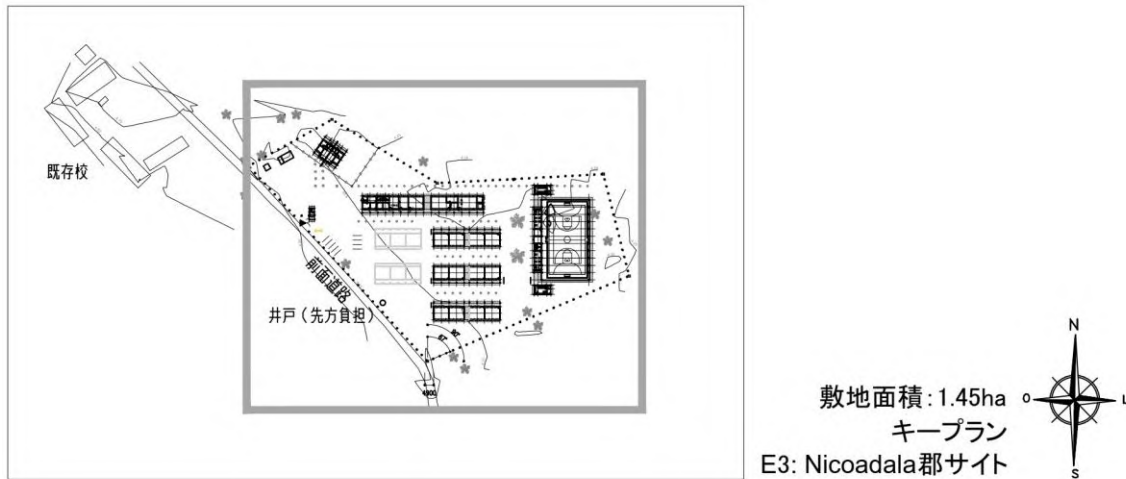 既存校
前面道路
井戸（先方負担）
4900
敷地面積：1.45ha
キープラン
E3: Nicoadala郡サイト
N
O
L
S